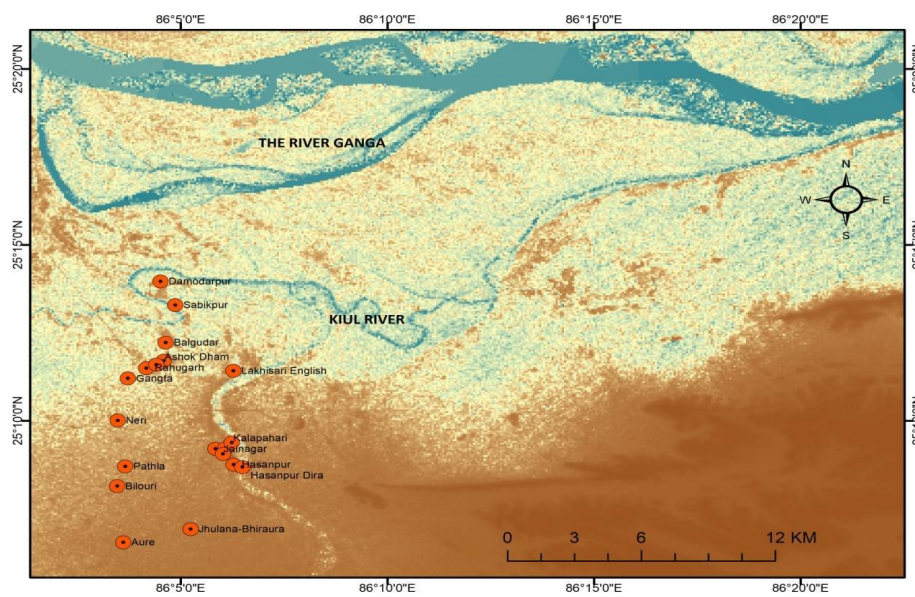 86°5'0"E 86°10'0"E 86°15'0"E 86°20'0"E
25°20'0"N
THE RIVER GANGA
N
W E
S
25°15'0"N
Damodarpur
Sabikpur
KIUL RIVER
Balgudar
Ashok Dham
Lakhisari English
Gangta
Neri
25°10'0"N
Kalapahari
Jainagar
Hasanpur
Pathla
Hasanpur Dira
Bilouri
Jhulana-Bhiraura
Aure
0 3 6 12 KM
86°5'0"E 86°10'0"E 86°15'0"E 86°20'0"E